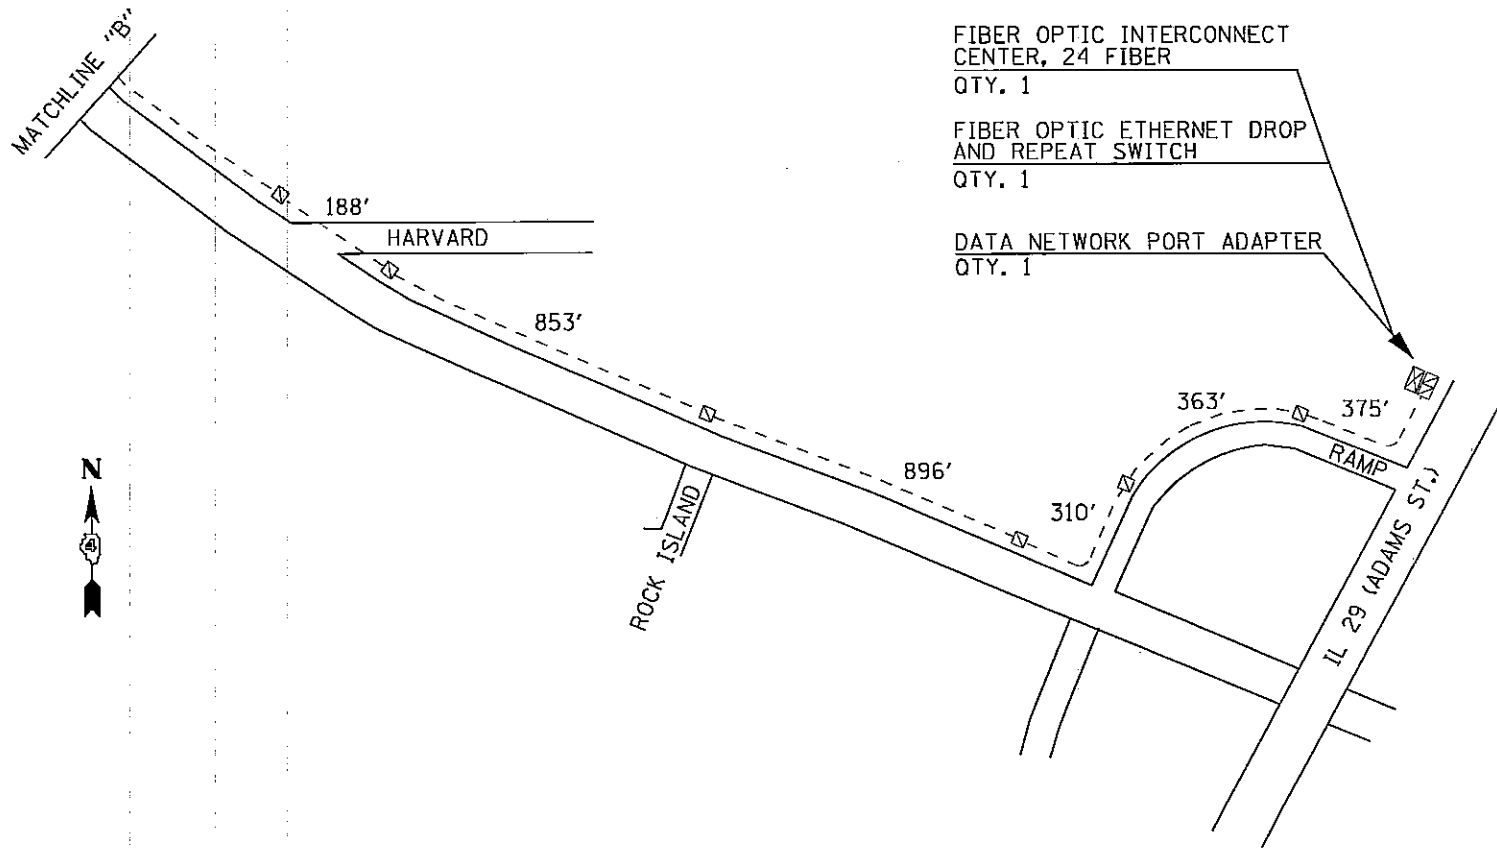 MATCHLINE "B"
FIBER OPTIC INTERCONNECT
CENTER, 24 FIBER
QTY. 1
FIBER OPTIC ETHERNET DROP
AND REPEAT SWITCH
QTY. 1
DATA NETWORK PORT ADAPTER
QTY. 1
188'
HARVARD
853'
896'
310'
363'
375'
RAMP
ROCK ISLAND
IL 29 (ADAMS ST.)
N
4